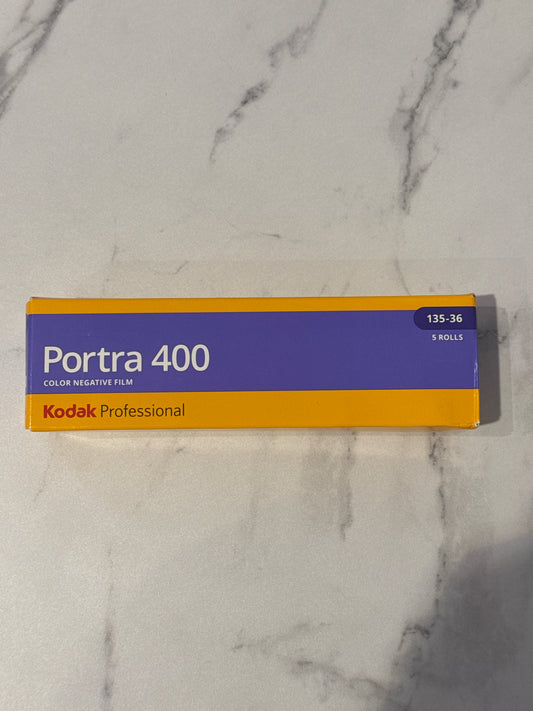 135-36
5 ROLLS
Portra 400
COLOR NEGATIVE FILM
Kodak Professional